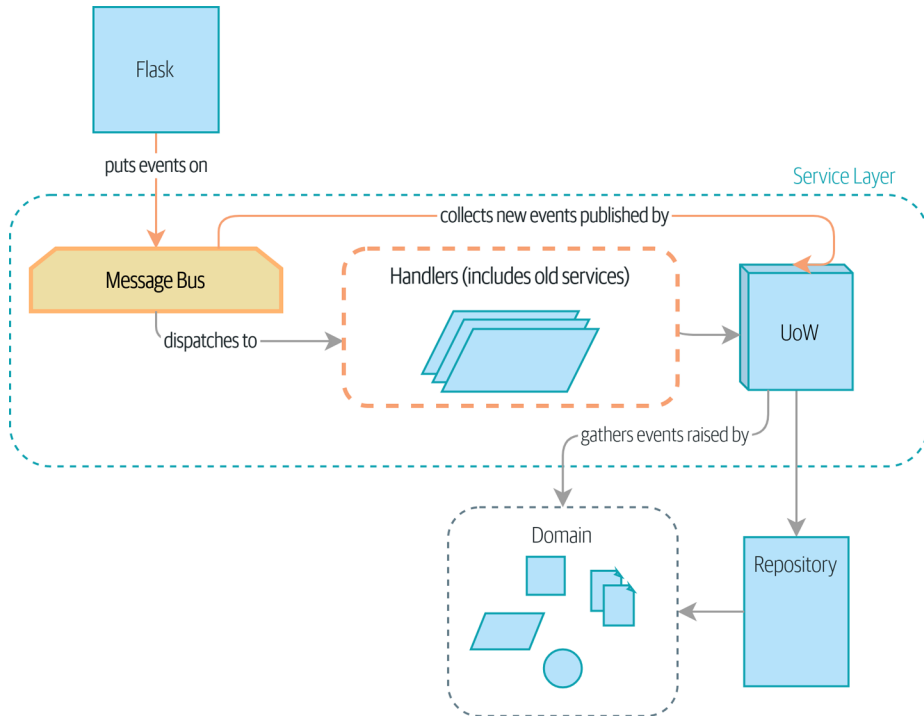 Flask
puts events on
Service Layer
collects new events published by
Message Bus
Handlers (includes old services)
UoW
dispatches to
gathers events raised by
Domain
Repository